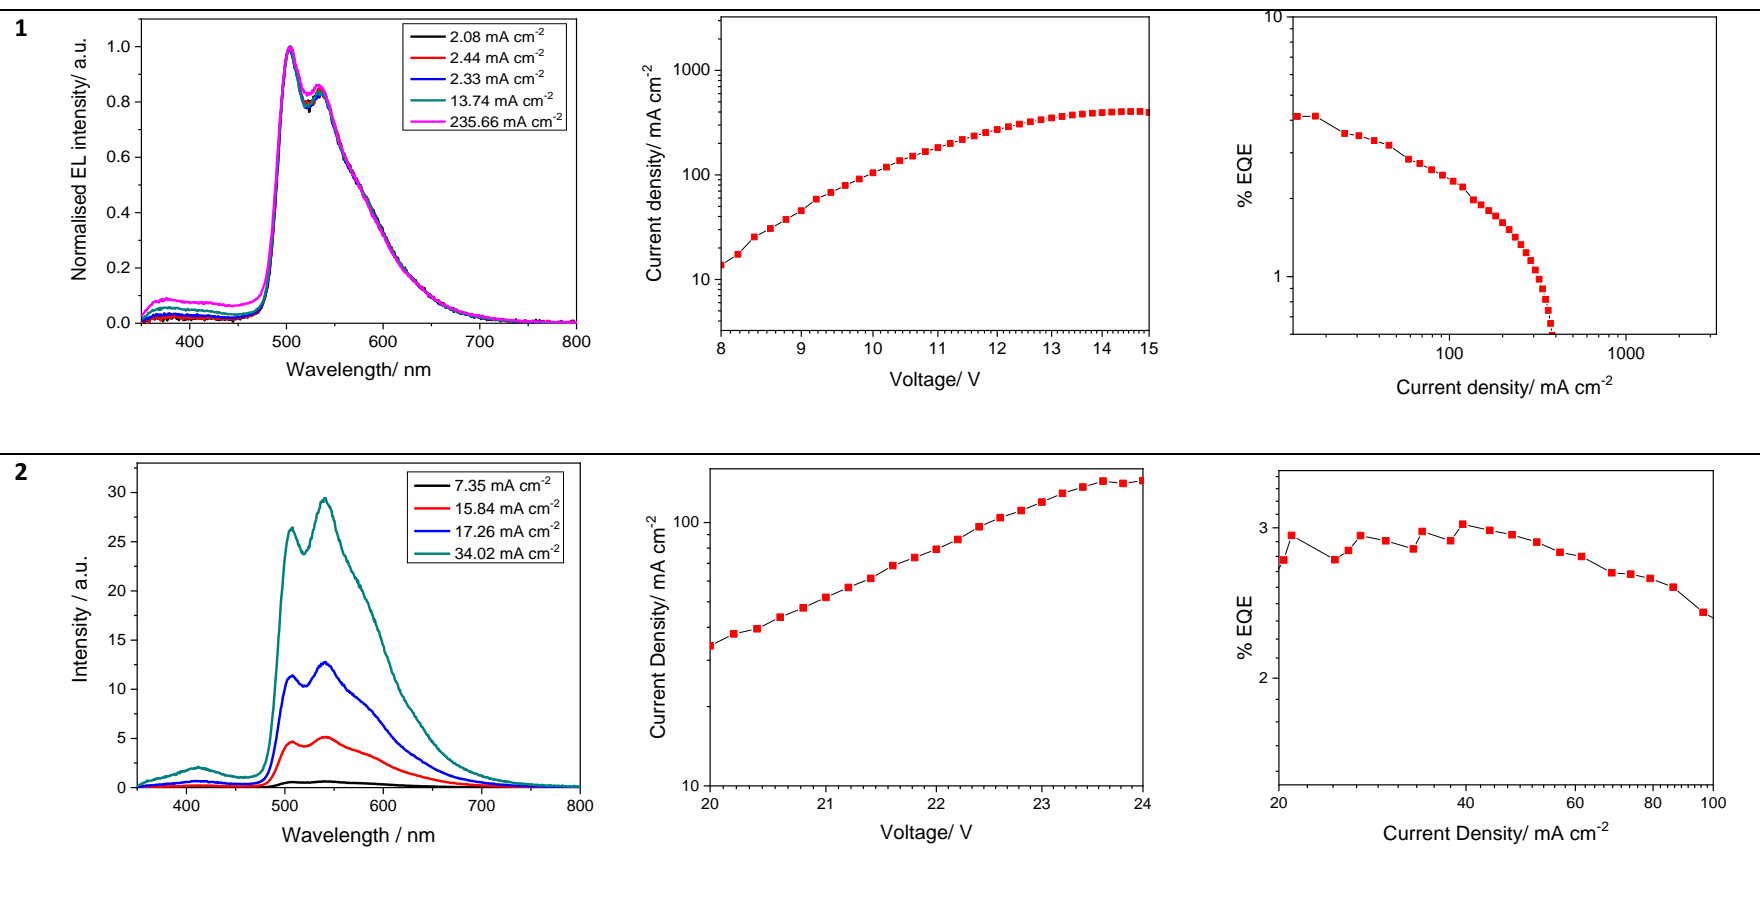 1
Normalised EL intensity/ a.u.
1.0
0.8
0.6
0.4
0.2
0.0
2.08 mA cm-2
2.44 mA cm-2
2.33 mA cm-2
13.74 mA cm-2
235.66 mA cm-2
400 500 600 700 800
Wavelength/ nm
Current density/ mA cm-2
1000
100
10
8 9 10 11 12 13 14 15
Voltage/ V
% EQE
10
1
100 1000
Current density/ mA cm-2
2
Intensity / a.u.
30
25
20
15
10
5
0
7.35 mA cm-2
15.84 mA cm-2
17.26 mA cm-2
34.02 mA cm-2
400 500 600 700 800
Wavelength / nm
Current Density/ mA cm-2
100
10
20 21 22 23 24
Voltage/ V
% EQE
3
2
20 40 60 80 100
Current Density/ mA cm-2